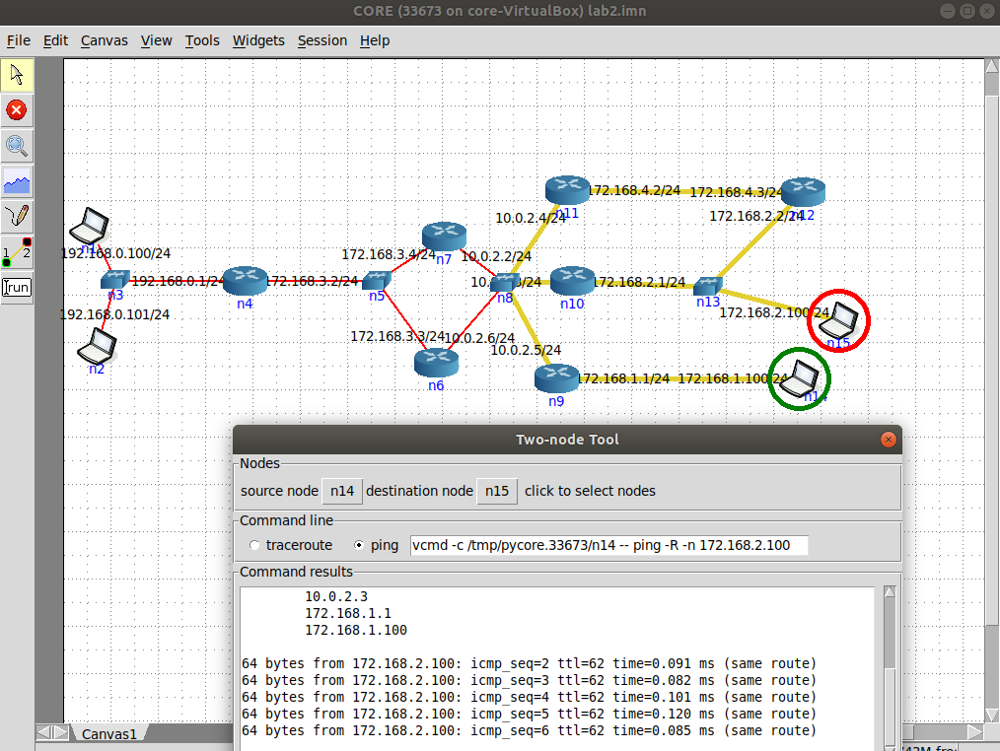 CORE (33673 on core-VirtualBox) lab2.imn
File Edit Canvas View Tools Widgets Session Help
1 2
run
n11
172.168.4.2/24
172.168.4.3/24
n12
10.0.2.4/24
172.168.2.2/24
n1
192.168.0.100/24
172.168.3.4/24
n7
10.0.2.2/24
n3
192.168.0.1/24
n4
172.168.3.2/24
n5
n8
n10
172.168.2.1/24
n13
192.168.0.101/24
172.168.2.100/24
n2
172.168.3.3/24
10.0.2.6/24
n15
10.0.2.5/24
n6
n9
172.168.1.1/24
172.168.1.100/24
Two-node Tool
Nodes
source node n14 destination node n15 click to select nodes
Command line
traceroute ping vcmd -c /tmp/pycore.33673/n14 -- ping -R -n 172.168.2.100
Command results
10.0.2.3
172.168.1.1
172.168.1.100
64 bytes from 172.168.2.100: icmp_seq=2 ttl=62 time=0.091 ms (same route)
64 bytes from 172.168.2.100: icmp_seq=3 ttl=62 time=0.082 ms (same route)
64 bytes from 172.168.2.100: icmp_seq=4 ttl=62 time=0.101 ms (same route)
64 bytes from 172.168.2.100: icmp_seq=5 ttl=62 time=0.120 ms (same route)
64 bytes from 172.168.2.100: icmp_seq=6 ttl=62 time=0.085 ms (same route)
Canvas1